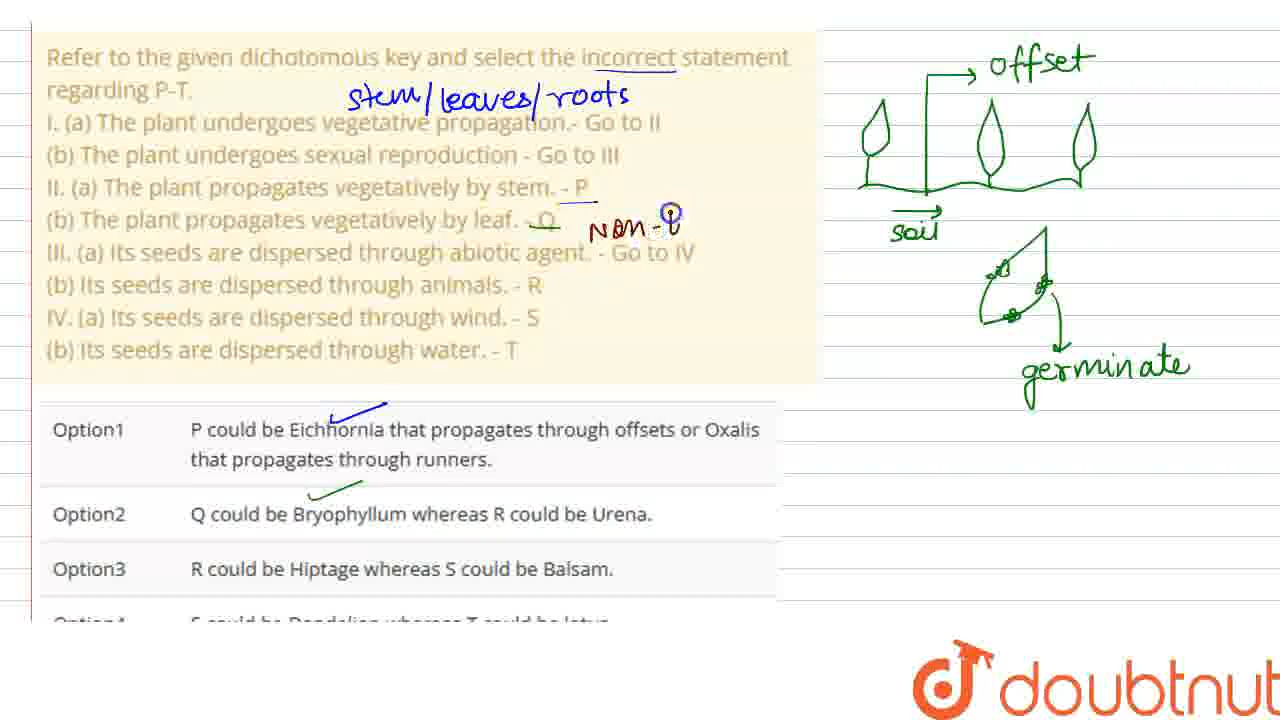 Refer to the given dichotomous key and select the incorrect statement
regarding P-T.
stem/leaves/roots
I. (a) The plant undergoes vegetative propagation.- Go to II
(b) The plant undergoes sexual reproduction - Go to III
II. (a) The plant propagates vegetatively by stem. - P
(b) The plant propagates vegetatively by leaf. - Q
III. (a) Its seeds are dispersed through abiotic agent. - Go to IV
(b) Its seeds are dispersed through animals. - R
IV. (a) Its seeds are dispersed through wind. - S
(b) Its seeds are dispersed through water. - T
Option1 P could be Eichhornia that propagates through offsets or Oxalis
that propagates through runners.
Option2 Q could be Bryophyllum whereas R could be Urena.
Option3 R could be Hiptage whereas S could be Balsam.
offset
soil
germinate
doubtnut